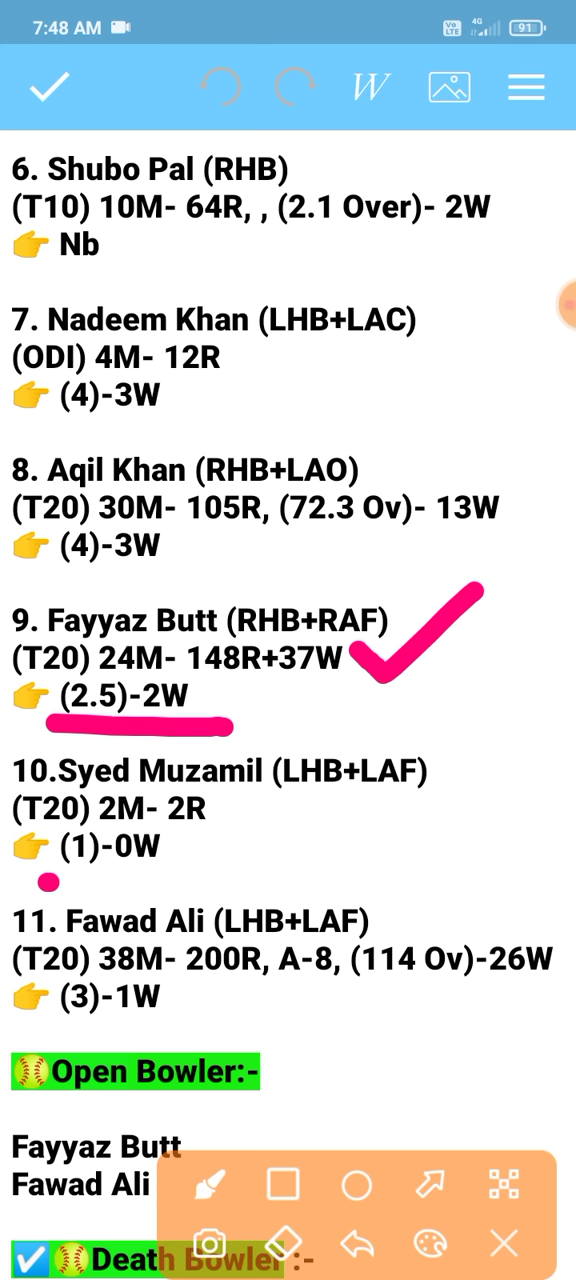 7:48 AM
Vo LTE 4G 91
W
6. Shubo Pal (RHB)
(T10) 10M- 64R, , (2.1 Over)- 2W
👉 Nb
7. Nadeem Khan (LHB+LAC)
(ODI) 4M- 12R
👉 (4)-3W
8. Aqil Khan (RHB+LAO)
(T20) 30M- 105R, (72.3 Ov)- 13W
👉 (4)-3W
9. Fayyaz Butt (RHB+RAF)
(T20) 24M- 148R+37W
👉 (2.5)-2W
10.Syed Muzamil (LHB+LAF)
(T20) 2M- 2R
👉 (1)-0W
11. Fawad Ali (LHB+LAF)
(T20) 38M- 200R, A-8, (114 Ov)-26W
👉 (3)-1W
⚾Open Bowler:-
Fayyaz Butt
Fawad Ali
☑️⚾Death Bowler :-